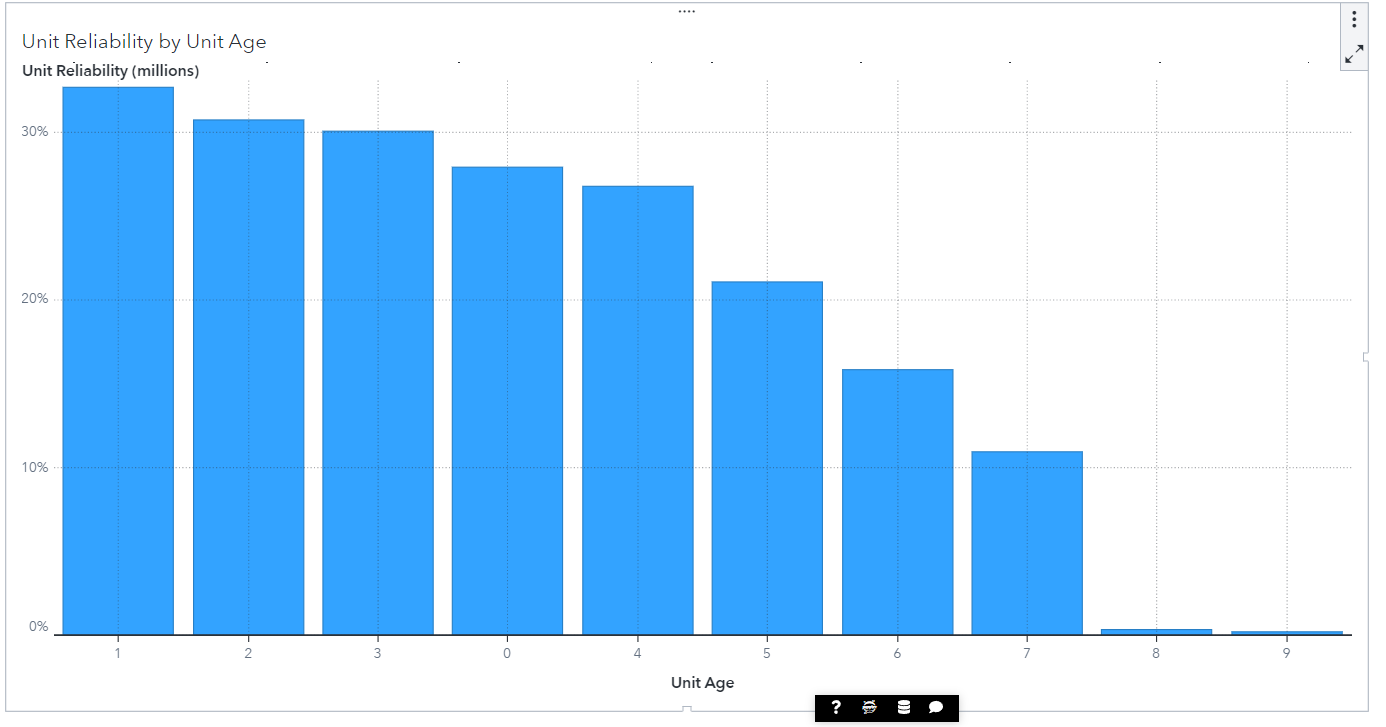 Unit Reliability by Unit Age
Unit Reliability (millions)
30%
20%
10%
0%
1 2 3 0 4 5 6 7 8 9
Unit Age
?